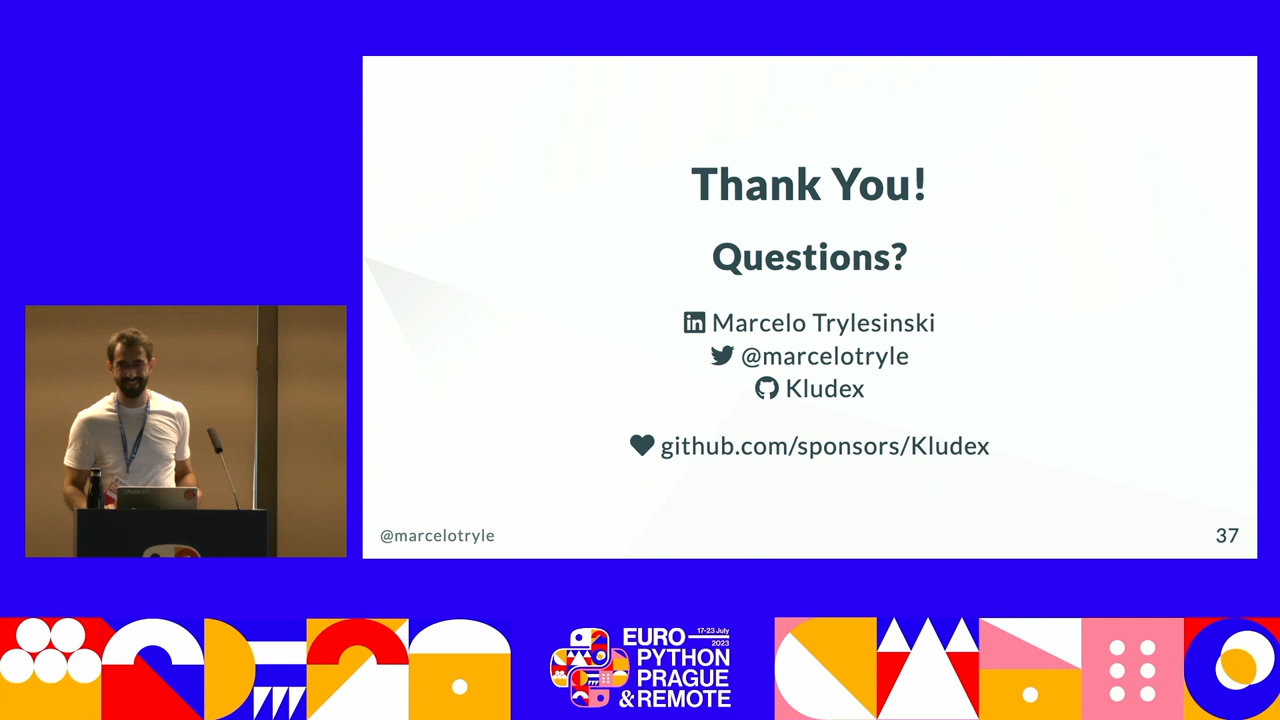 Thank You!
Questions?
Marcelo Trylesinski
@marcelotryle
Kludex
github.com/sponsors/Kludex
@marcelotryle
37
EURO
17-23 July
2023
PYTHON
PRAGUE
& REMOTE